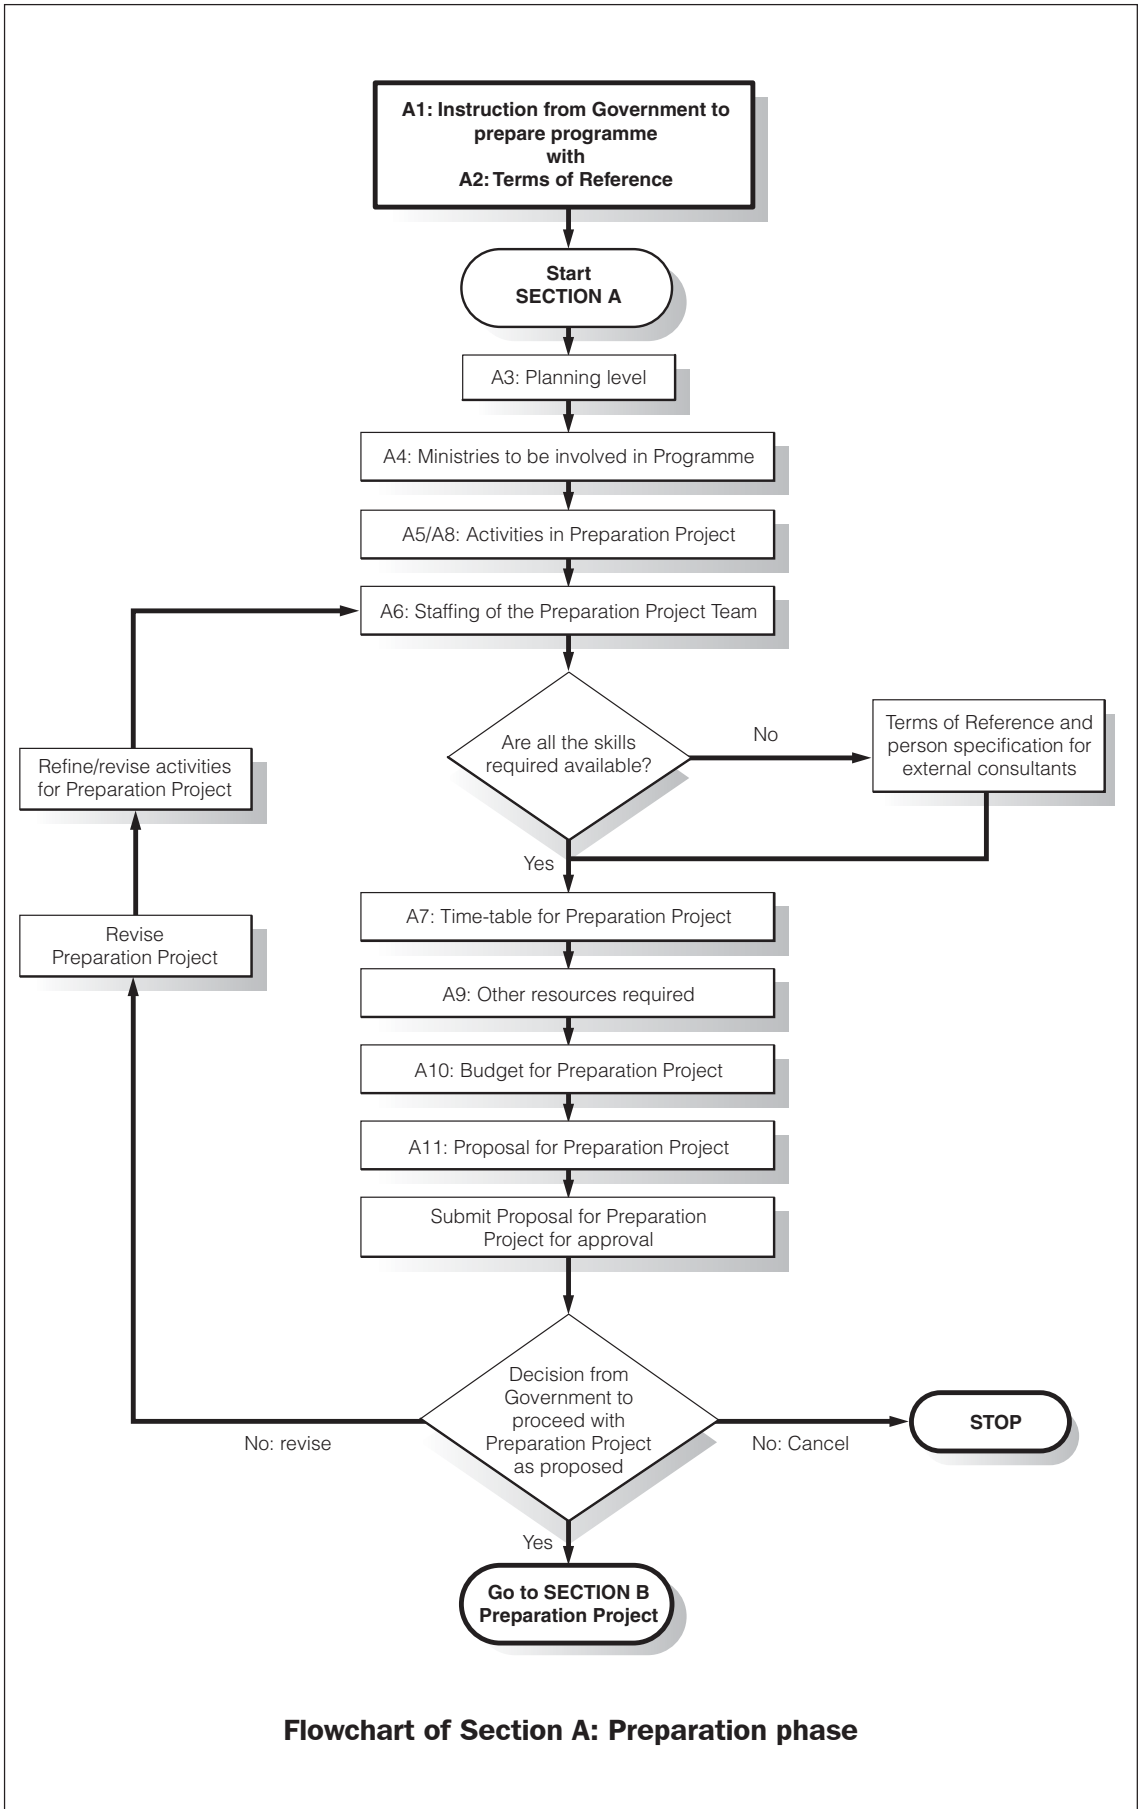 A1: Instruction from Government to
prepare programme
with
A2: Terms of Reference
Start
SECTION A
A3: Planning level
A4: Ministries to be involved in Programme
A5/A8: Activities in Preparation Project
A6: Staffing of the Preparation Project Team
Are all the skills
required available?
No
Terms of Reference and
person specification for
external consultants
Refine/revise activities
for Preparation Project
Yes
A7: Time-table for Preparation Project
Revise
Preparation Project
A9: Other resources required
A10: Budget for Preparation Project
A11: Proposal for Preparation Project
Submit Proposal for Preparation
Project for approval
Decision from
Government to
proceed with
Preparation Project
as proposed
No: revise
No: Cancel
STOP
Yes
Go to SECTION B
Preparation Project
Flowchart of Section A: Preparation phase